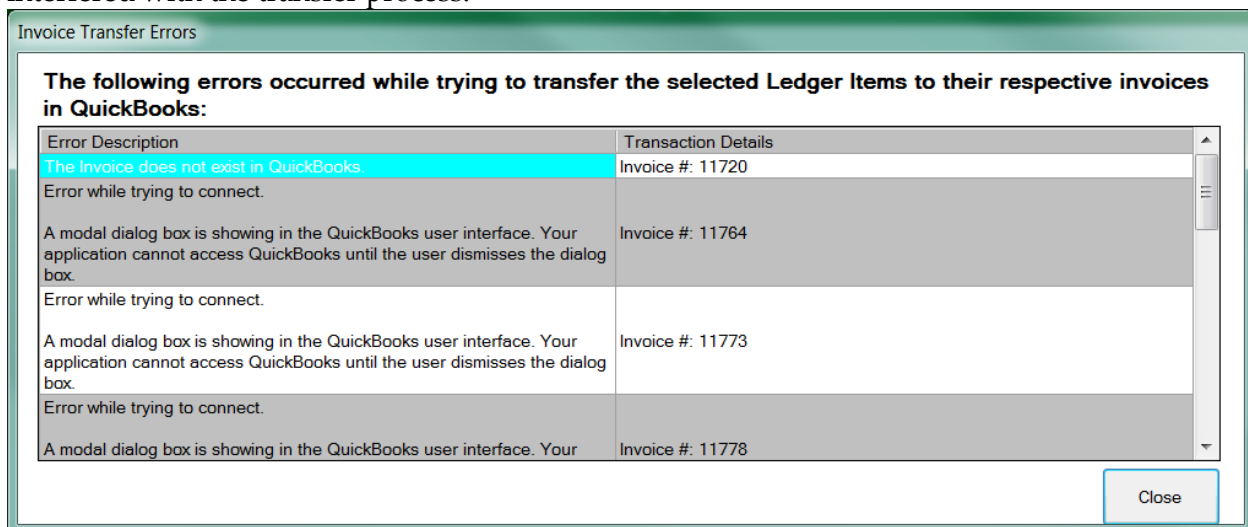 interfered with the transfer process.
Invoice Transfer Errors
The following errors occurred while trying to transfer the selected Ledger Items to their respective invoices
in QuickBooks:
Error Description Transaction Details
The Invoice does not exist in QuickBooks. Invoice #: 11720
Error while trying to connect.
A modal dialog box is showing in the QuickBooks user interface. Your Invoice #: 11764
application cannot access QuickBooks until the user dismisses the dialog
box.
Error while trying to connect.
A modal dialog box is showing in the QuickBooks user interface. Your Invoice #: 11773
application cannot access QuickBooks until the user dismisses the dialog
box.
Error while trying to connect.
A modal dialog box is showing in the QuickBooks user interface. Your Invoice #: 11778
Close